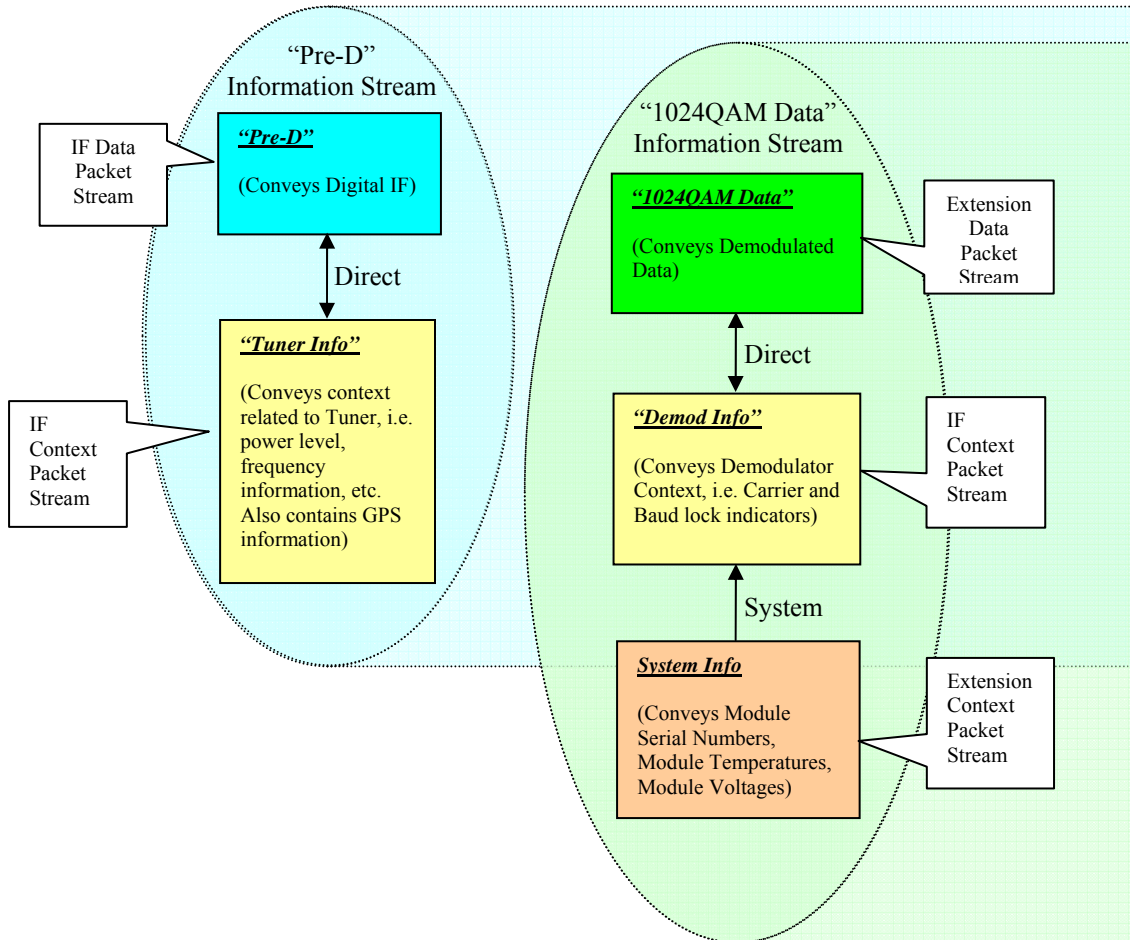 “Pre-D”
Information Stream
IF Data
Packet
Stream
“Pre-D”
(Conveys Digital IF)
Direct
“Tuner Info”
(Conveys context
related to Tuner, i.e.
power level,
frequency
information, etc.
Also contains GPS
information)
IF
Context
Packet
Stream
“1024QAM Data”
Information Stream
“1024QAM Data”
(Conveys Demodulated
Data)
Extension
Data
Packet
Stream
Direct
“Demod Info”
(Conveys Demodulator
Context, i.e. Carrier and
Baud lock indicators)
IF
Context
Packet
Stream
System
System Info
(Conveys Module
Serial Numbers,
Module Temperatures,
Module Voltages)
Extension
Context
Packet
Stream